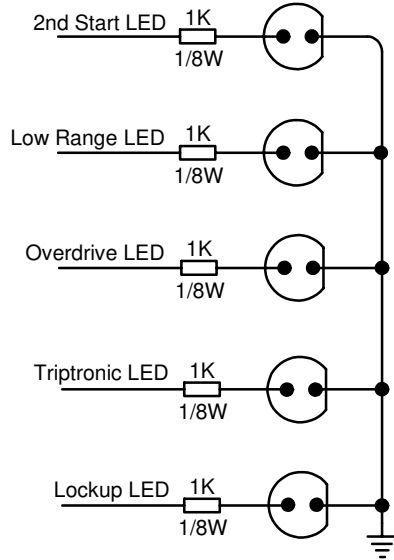 2nd Start LED 1K
1/8W
Low Range LED 1K
1/8W
Overdrive LED 1K
1/8W
Triptronic LED 1K
1/8W
Lockup LED 1K
1/8W